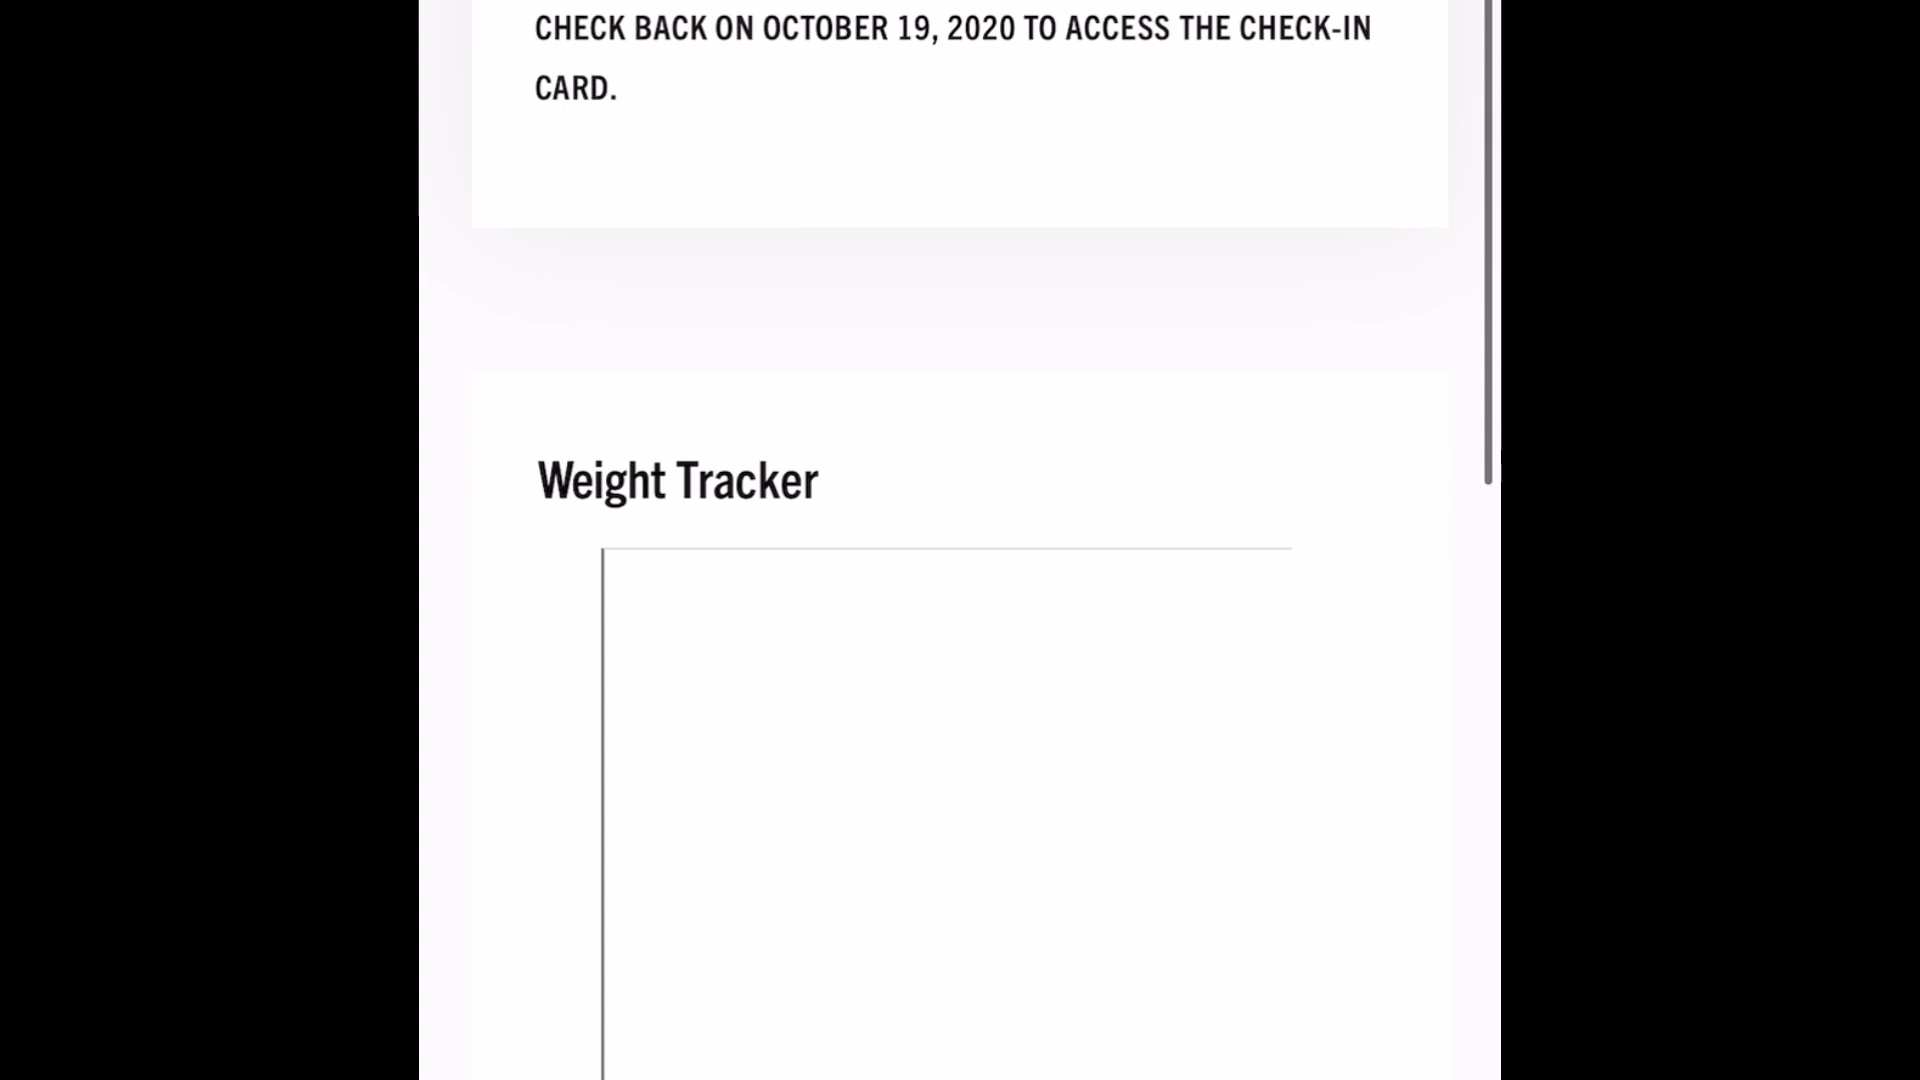 CHECK BACK ON OCTOBER 19, 2020 TO ACCESS THE CHECK-IN
CARD.
Weight Tracker